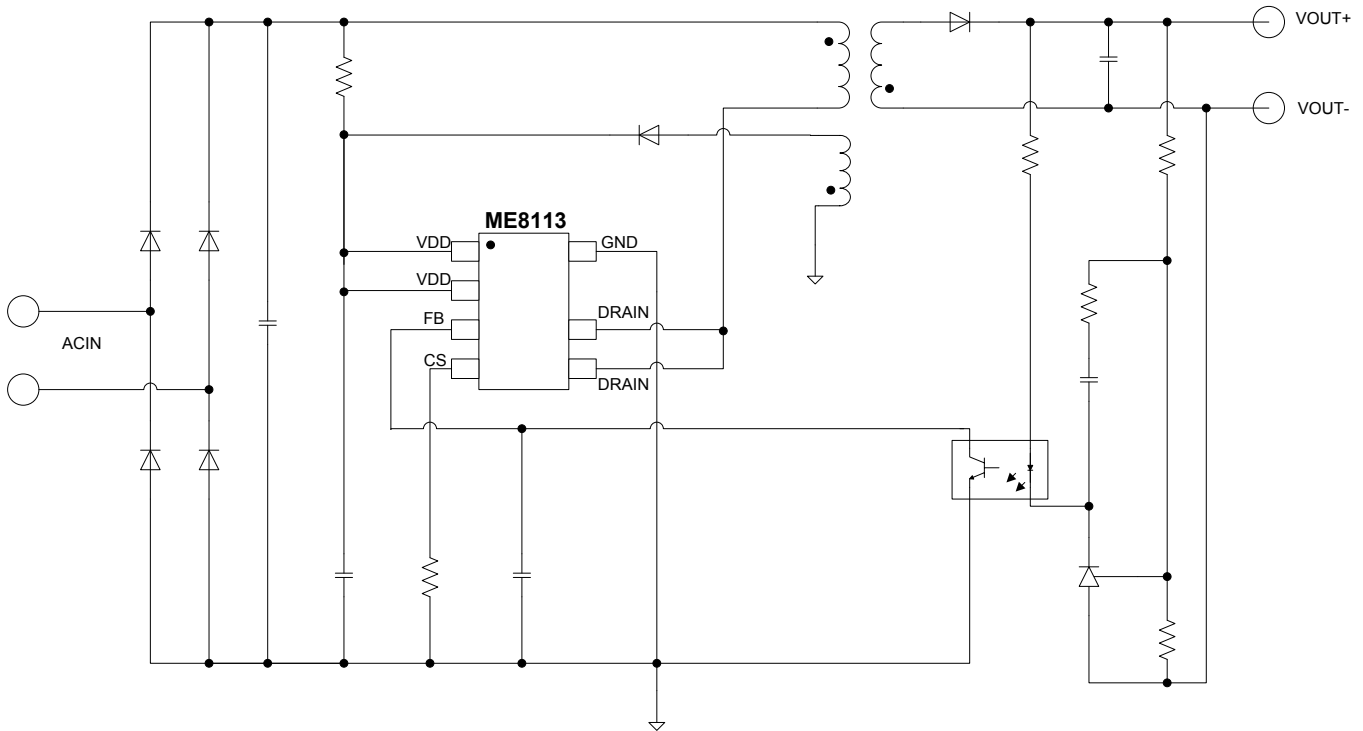 VOUT+
VOUT-
ME8113
VDD
GND
VDD
FB
DRAIN
CS
DRAIN
ACIN